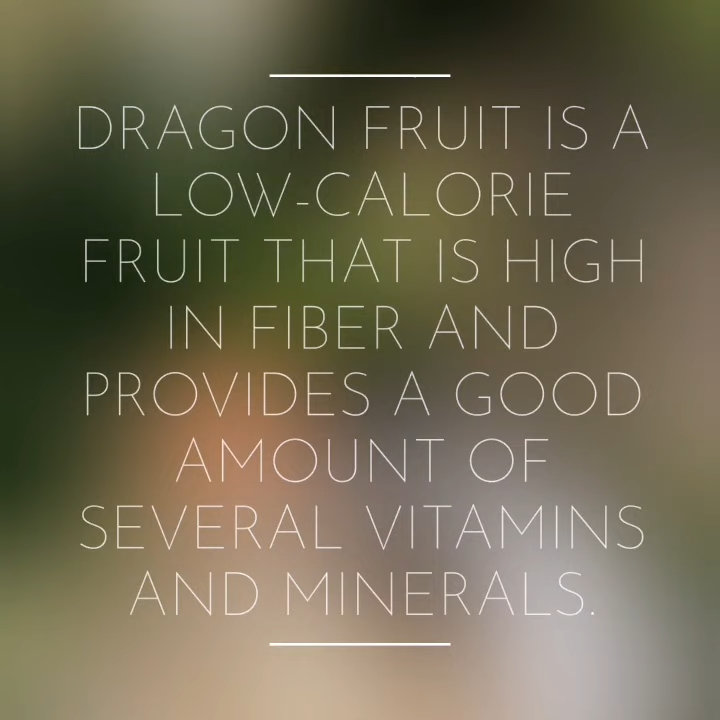 DRAGON FRUIT IS A
LOW-CALORIE
FRUIT THAT IS HIGH
IN FIBER AND
PROVIDES A GOOD
AMOUNT OF
SEVERAL VITAMINS
AND MINERALS.